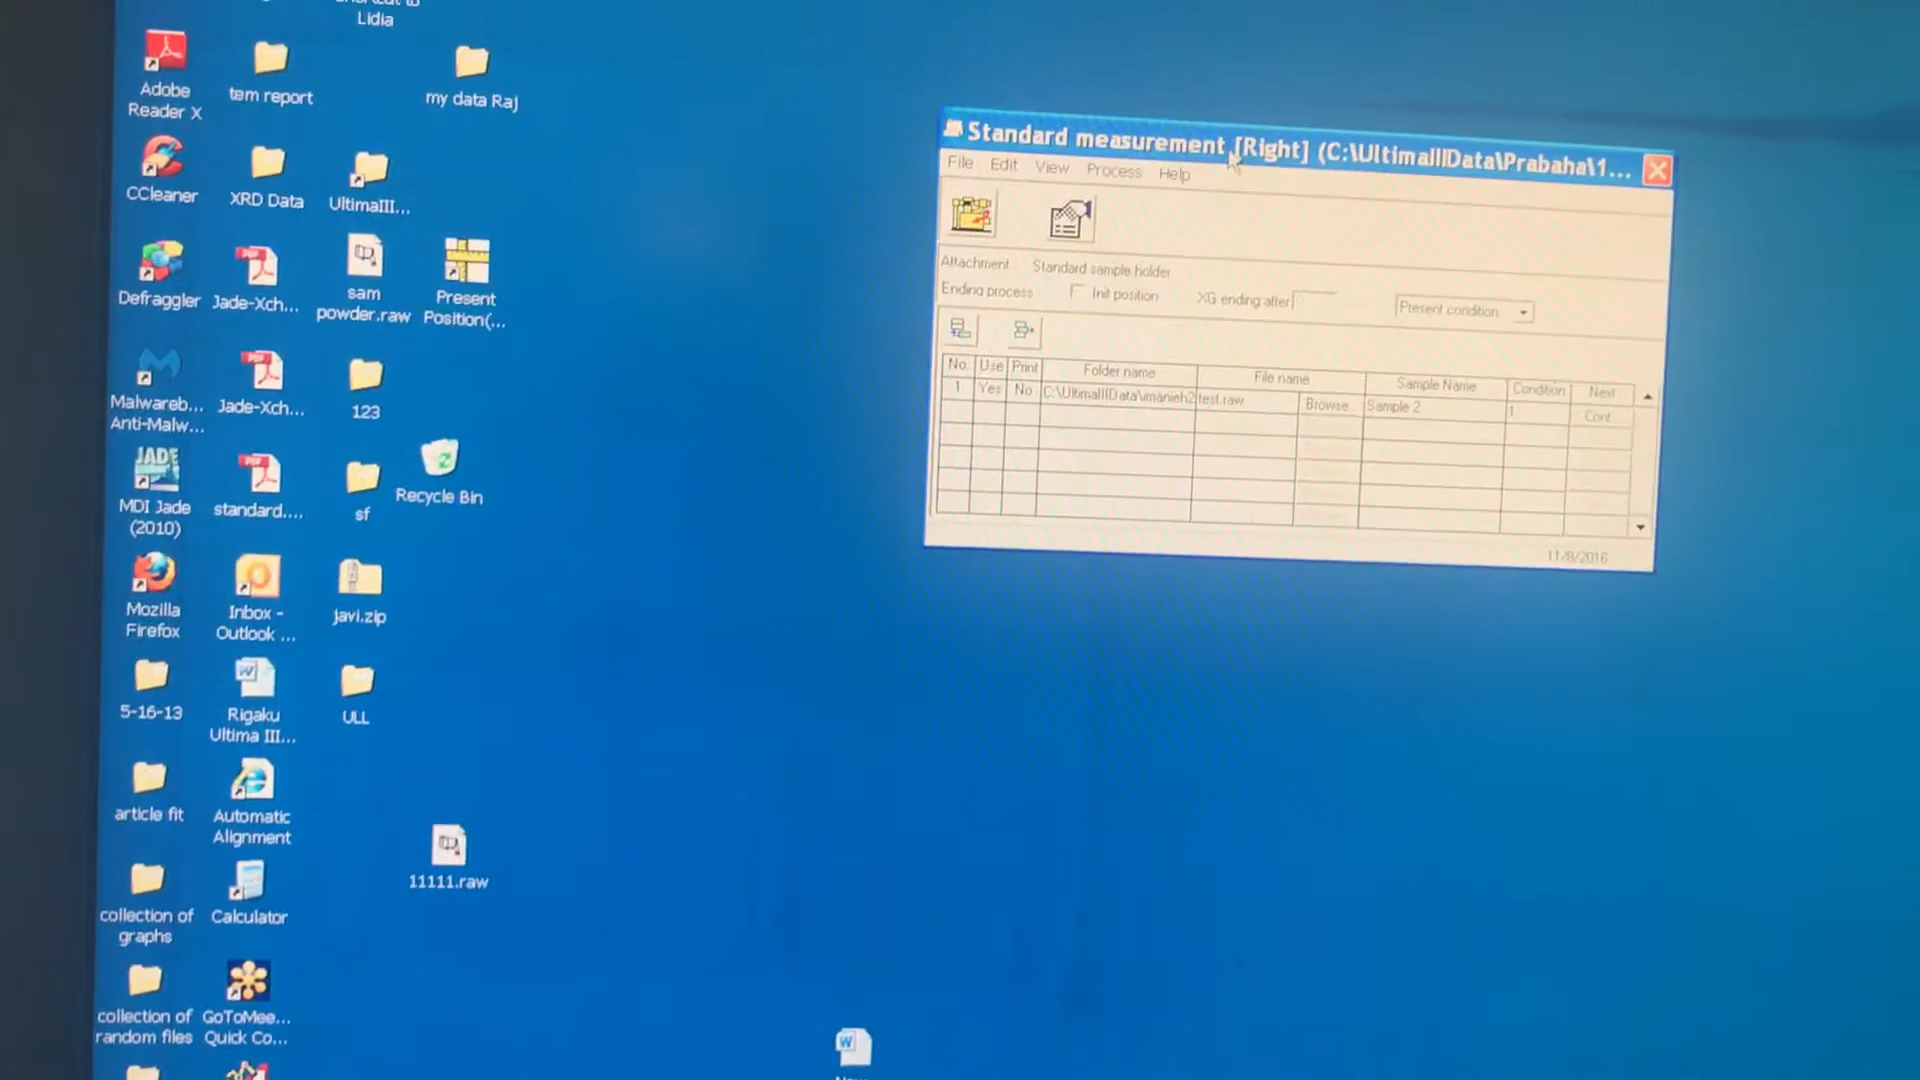 Lidia
Adobe
Reader X
tem report
my data Raj
CCleaner
XRD Data
UltimaIII...
Defraggler
Jade-Xch...
sam
powder.raw
Present
Position(...
Malwareb...
Anti-Malw...
Jade-Xch...
123
JADE
MDI Jade
(2010)
standard....
sf
Recycle Bin
Mozilla
Firefox
Inbox -
Outlook ...
javi.zip
5-16-13
Rigaku
Ultima III...
ULL
article fit
Automatic
Alignment
11111.raw
collection of
graphs
Calculator
collection of
random files
GoToMee...
Quick Co...
Standard measurement [Right] (C:\UltimaIIIData\Prabaha\1...
File Edit View Process Help
Attachment Standard sample holder
Ending process Init position XG ending after Present condition
No. Use Print Folder name File name Sample Name Condition Next
1 Yes No C:\UltimaIIIData\imanieh2 test.raw Browse.. Sample 2 1 Cont.
11/8/2016